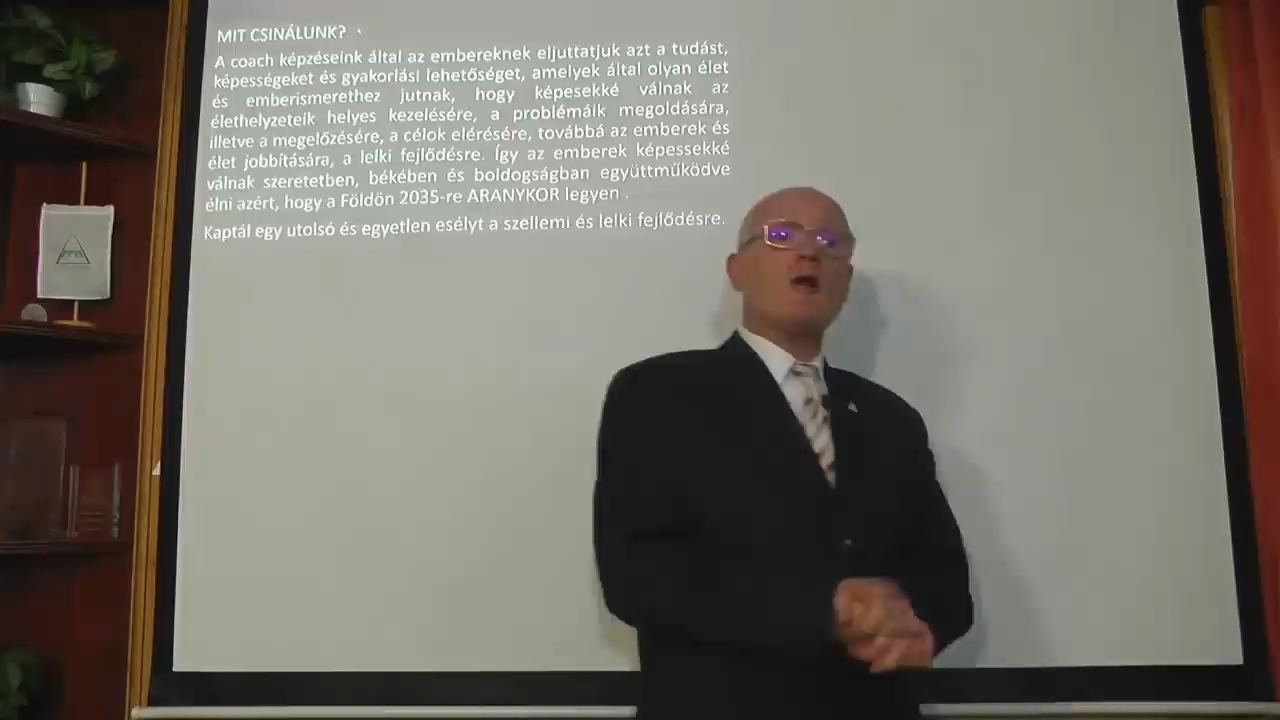 MIT CSINÁLUNK?
A coach képzéseink által az embereknek eljuttatjuk azt a tudást,
képességeket és gyakorlási lehetőséget, amelyek által olyan élet
és emberismerethez jutnak, hogy képesekké válnak az
élethelyzeteik helyes kezelésére, a problémáik megoldására,
illetve a megelőzésére, a célok elérésére, továbbá az emberek és
élet jobbítására, a lelki fejlődésre. Így az emberek képessekké
válnak szeretetben, békében és boldogságban együttműködve
élni azért, hogy a Földön 2035-re ARANYKOR legyen .
Kaptál egy utolsó és egyetlen esélyt a szellemi és lelki fejlődésre.